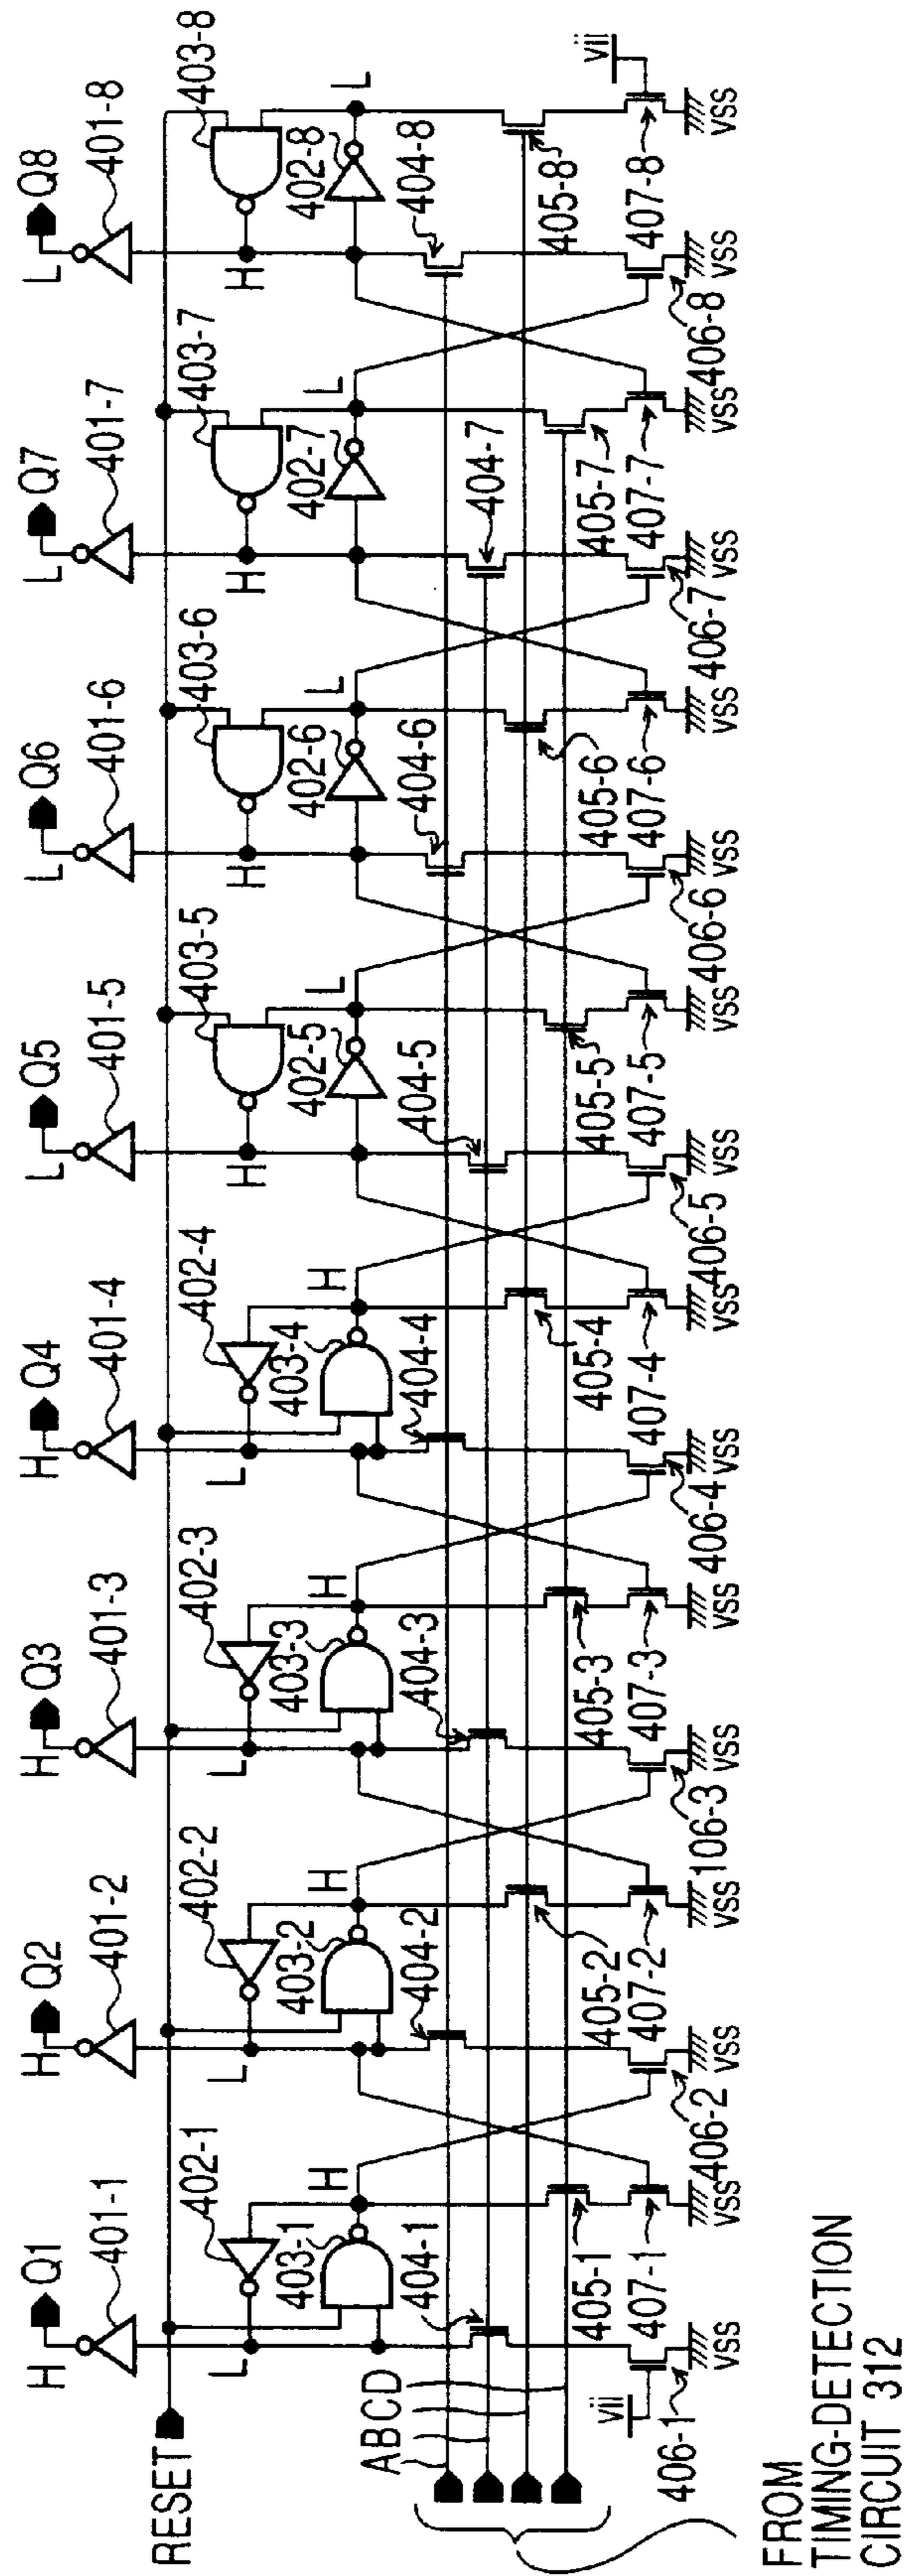 H Q1 H Q2 H Q3 H Q4 L Q5 L Q6 L Q7 L Q8
401-1 401-2 401-3 401-4 401-5 401-6 401-7 401-8
RESET
402-1 402-2 402-3 402-4 403-5 403-6 403-7 403-8
L L L L H H H H
H H H H L L L L
403-1 403-2 403-3 403-4 402-5 402-6 402-7 402-8
404-1 404-2 404-3 404-4 404-5 404-6 404-7 404-8
A B C D
405-1 405-2 405-3 405-4 405-5 405-6 405-7 405-8
vii
407-1 407-2 407-3 407-4 407-5 407-6 407-7 407-8
vii
406-1 406-2 106-3 406-4 406-5 406-6 406-7 406-8
VSS VSS VSS VSS VSS VSS VSS VSS VSS VSS VSS VSS VSS VSS VSS VSS
FROM
TIMING-DETECTION
CIRCUIT 312